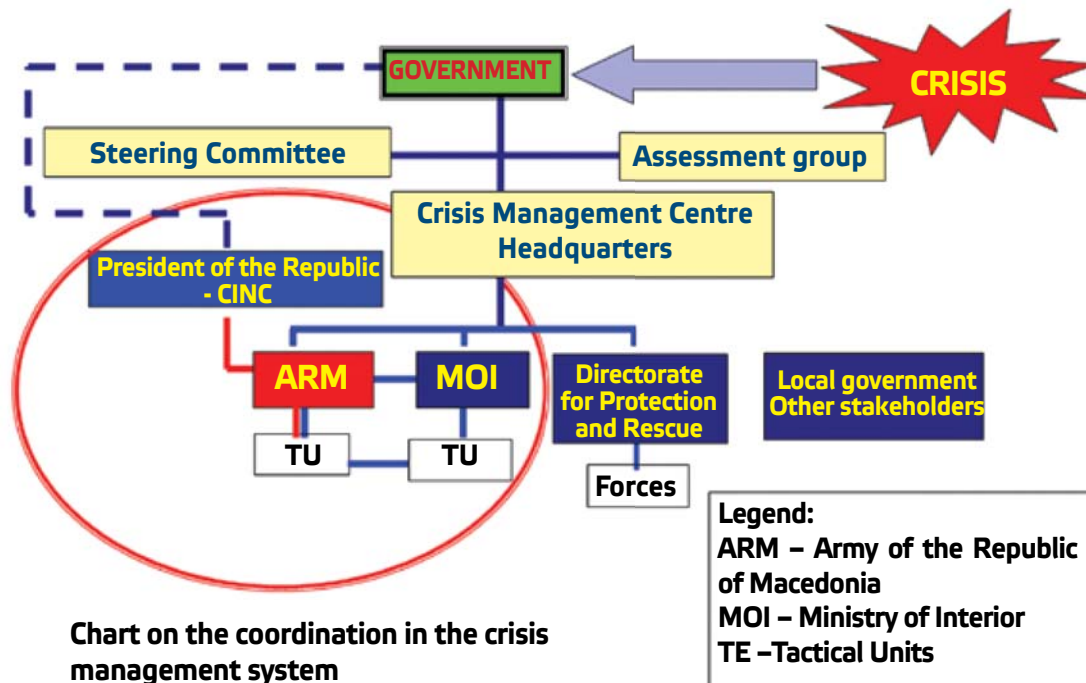 GOVERNMENT
CRISIS
Steering Committee
Assessment group
Crisis Management Centre
Headquarters
President of the Republic
- CINC
ARM
MOI
Directorate
for Protection
and Rescue
Local government
Other stakeholders
TU
TU
Forces
Legend:
ARM – Army of the Republic
of Macedonia
MOI – Ministry of Interior
TE –Tactical Units
Chart on the coordination in the crisis
management system